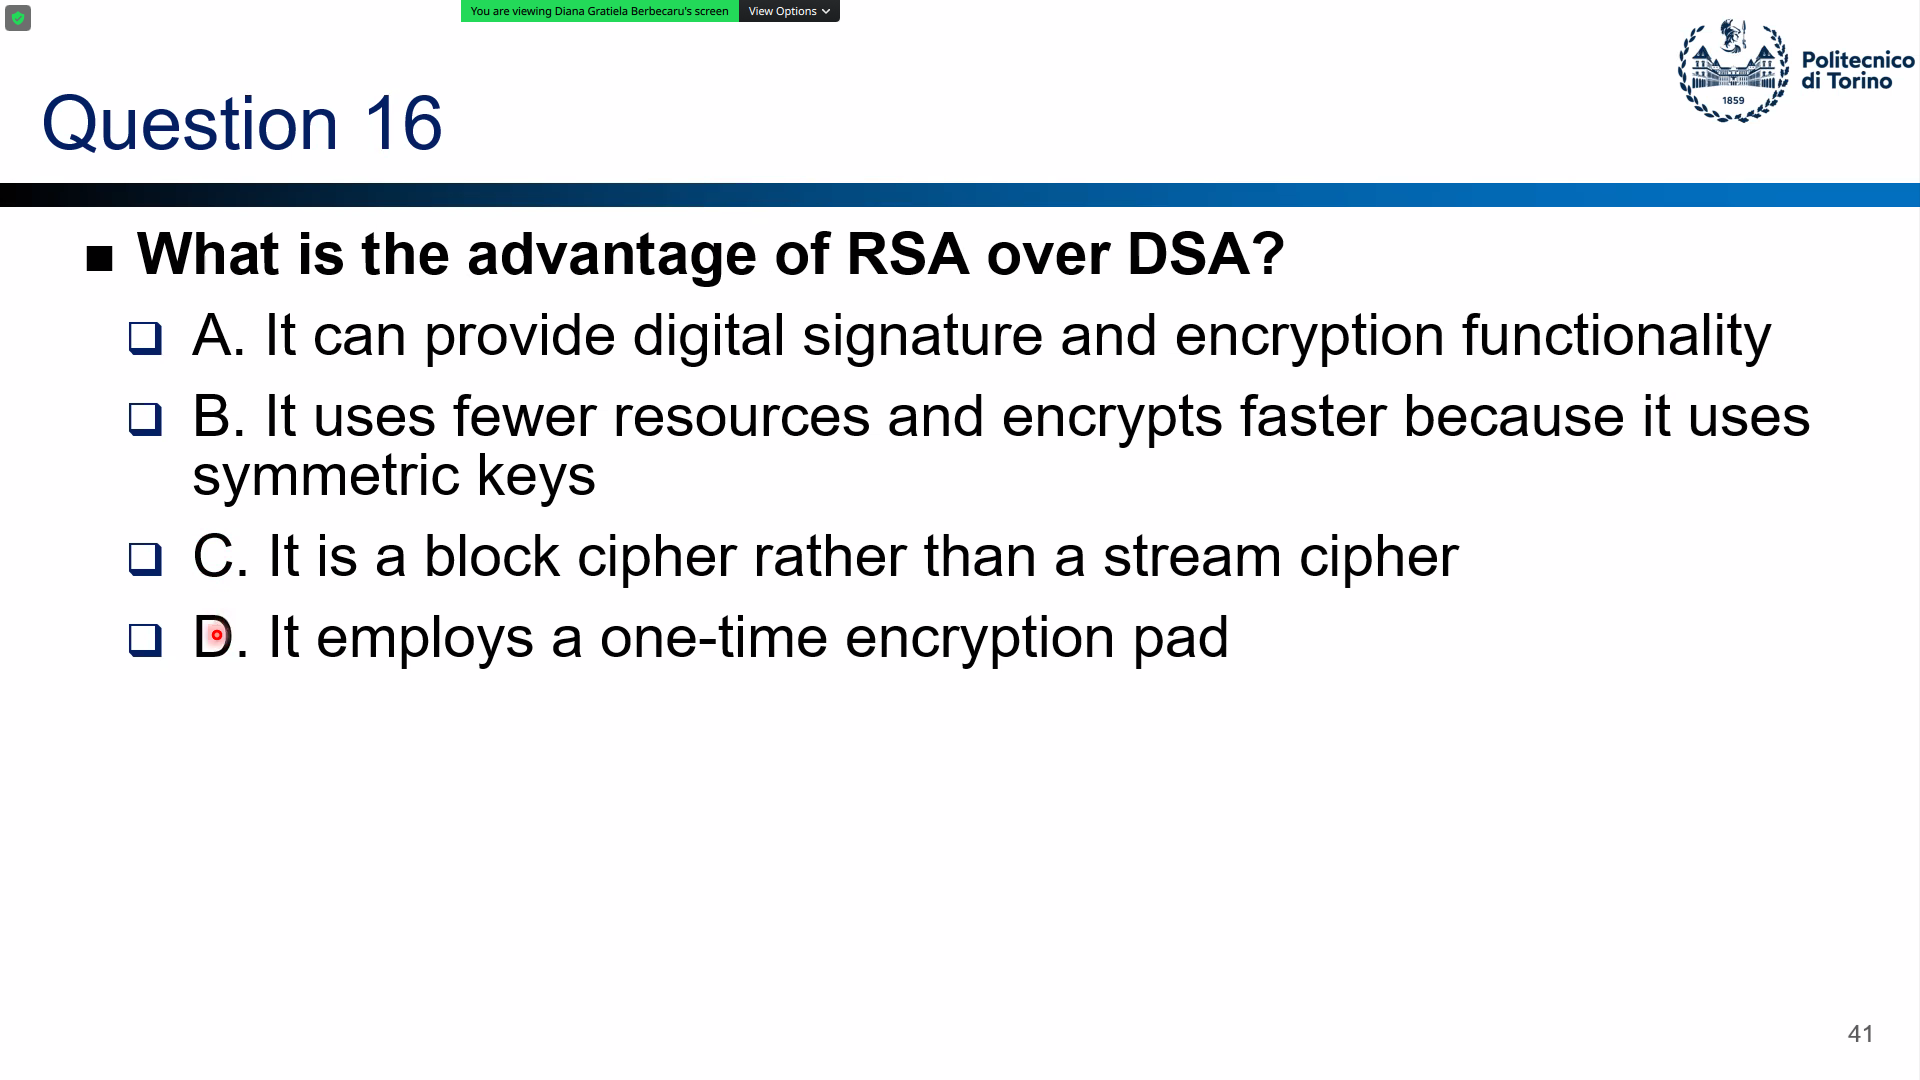 You are viewing Diana Gratiela Berbecaru's screen View Options
Politecnico
di Torino
1859
Question 16
What is the advantage of RSA over DSA?
A. It can provide digital signature and encryption functionality
B. It uses fewer resources and encrypts faster because it uses
symmetric keys
C. It is a block cipher rather than a stream cipher
D. It employs a one-time encryption pad
41